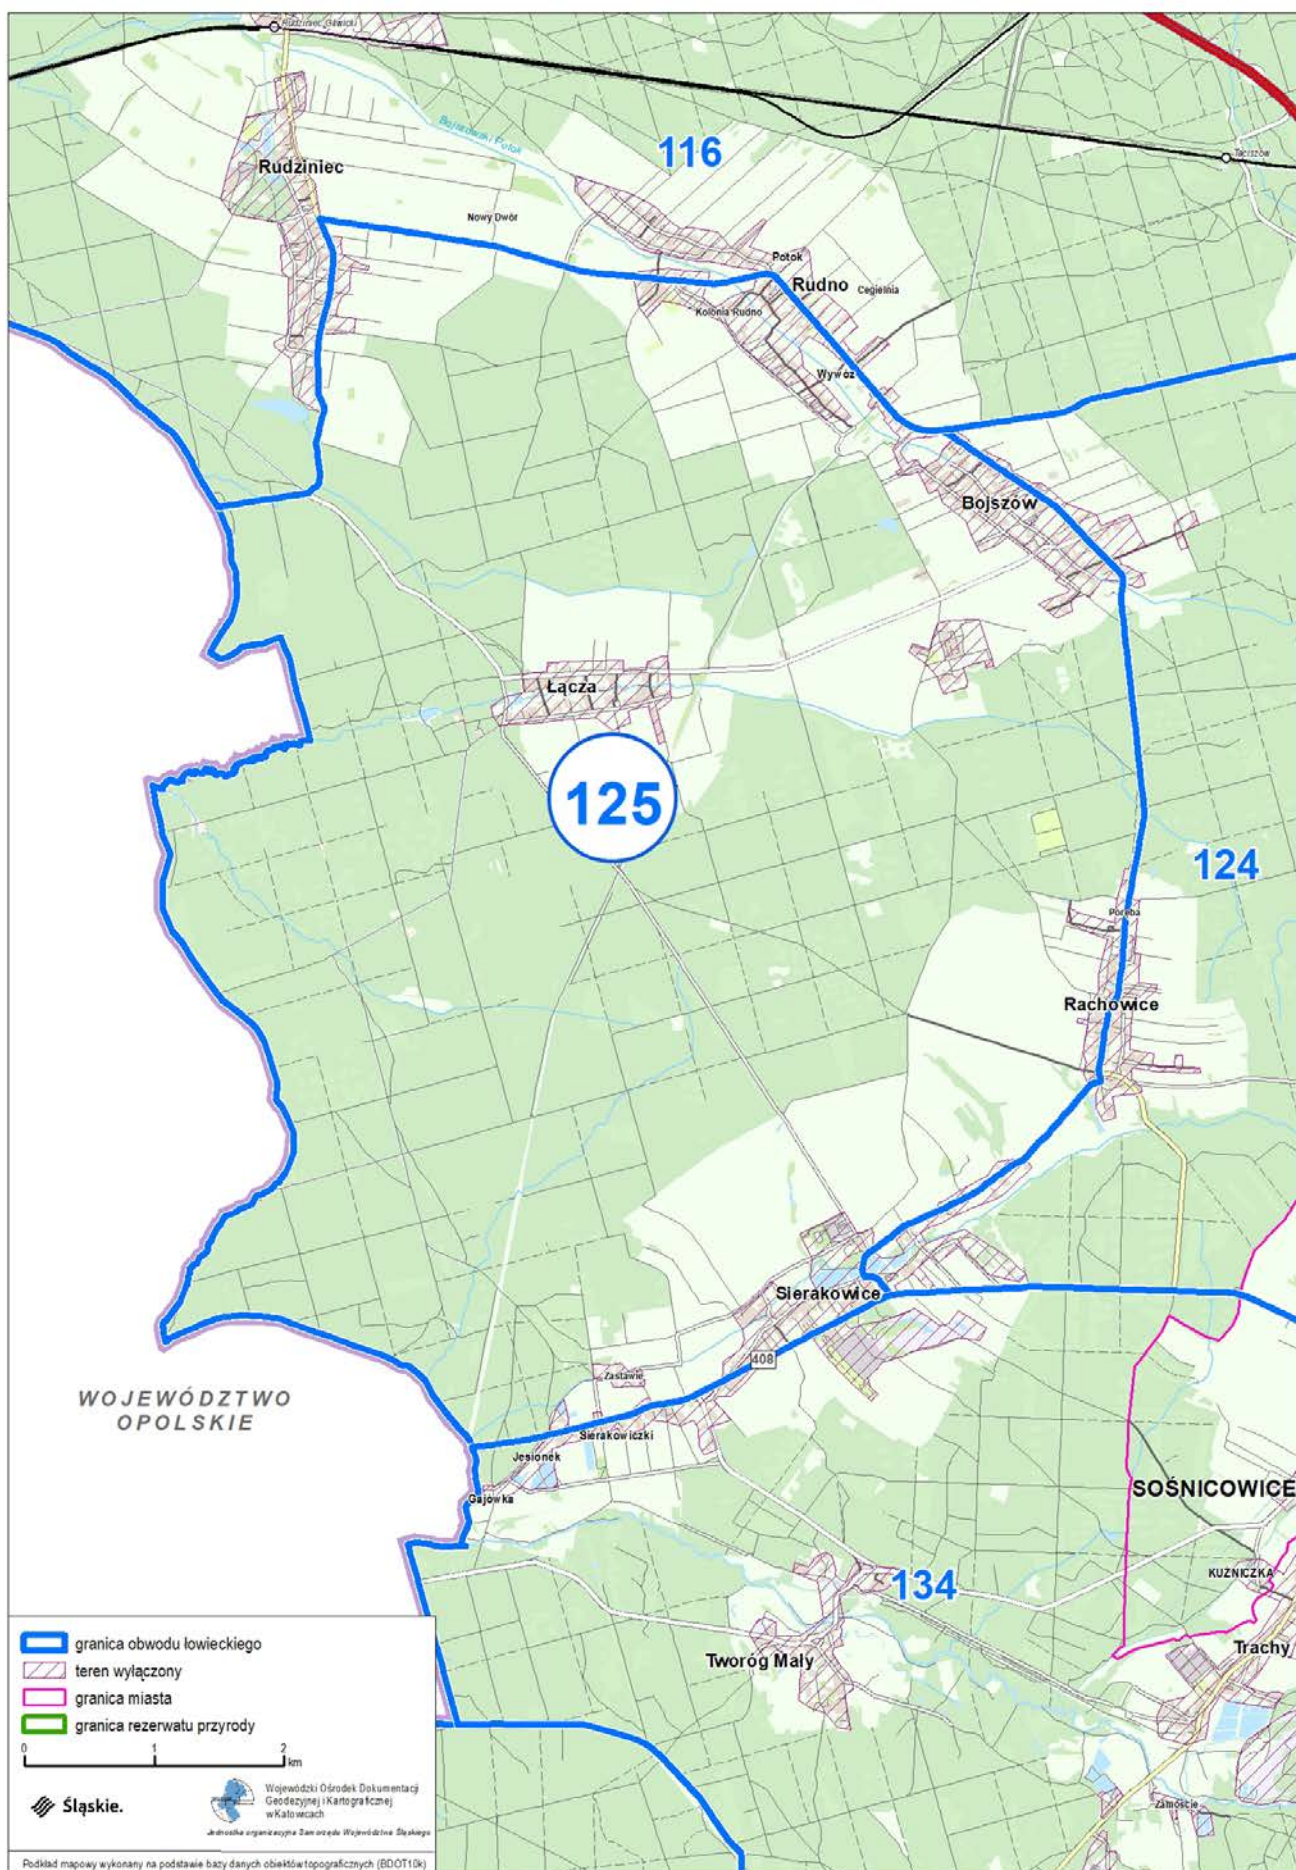 Rudziniec Gliwicki
Bojszowski Potok
116
Taciszów
Rudziniec
Nowy Dwór
Potok
Rudno
Cegielnia
Kolonia Rudno
Wywóz
Bojszów
Łącza
125
124
Poręba
Rachowice
Sierakowice
408
WOJEWÓDZTWO
OPOLSKIE
Zastawie
Sierakowiczki
Jesionek
Gajówka
SOŚNICOWICE
KUŹNICZKA
134
Tworóg Mały
Trachy
Zamoście
granica obwodu łowieckiego
teren wyłączony
granica miasta
granica rezerwatu przyrody
0 1 2
km
Śląskie.
Wojewódzki Ośrodek Dokumentacji
Geodezyjnej i Kartograficznej
w Katowicach
Jednostka organizacyjna Samorządu Województwa Śląskiego
Podkład mapowy wykonany na podstawie bazy danych obiektów topograficznych (BDOT10k)